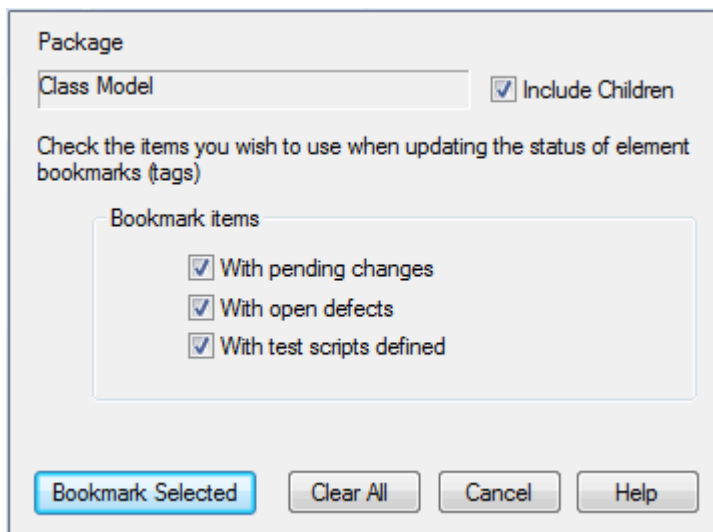 Package
Class Model
Include Children
Check the items you wish to use when updating the status of element
bookmarks (tags)
Bookmark items
With pending changes
With open defects
With test scripts defined
Bookmark Selected Clear All Cancel Help